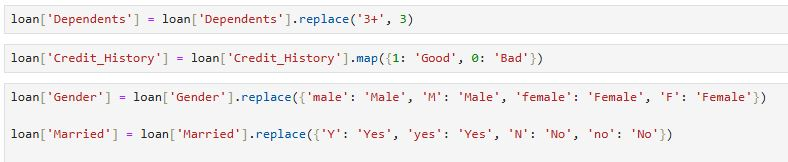 loan['Dependents'] = loan['Dependents'].replace('3+', 3)
loan['Credit_History'] = loan['Credit_History'].map({1: 'Good', 0: 'Bad'})
loan['Gender'] = loan['Gender'].replace({'male': 'Male', 'M': 'Male', 'female': 'Female', 'F': 'Female'})
loan['Married'] = loan['Married'].replace({'Y': 'Yes', 'yes': 'Yes', 'N': 'No', 'no': 'No'})